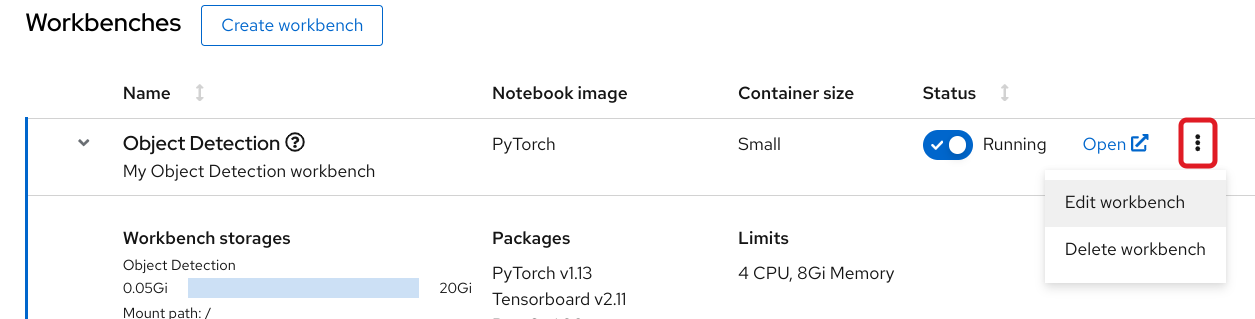 Workbenches Create workbench
Name Notebook image Container size Status
Object Detection PyTorch Small Running Open
My Object Detection workbench
Edit workbench
Delete workbench
Workbench storages Packages Limits
Object Detection
PyTorch v1.13 4 CPU, 8Gi Memory
0.05Gi 20Gi
Tensorboard v2.11
Mount path: /